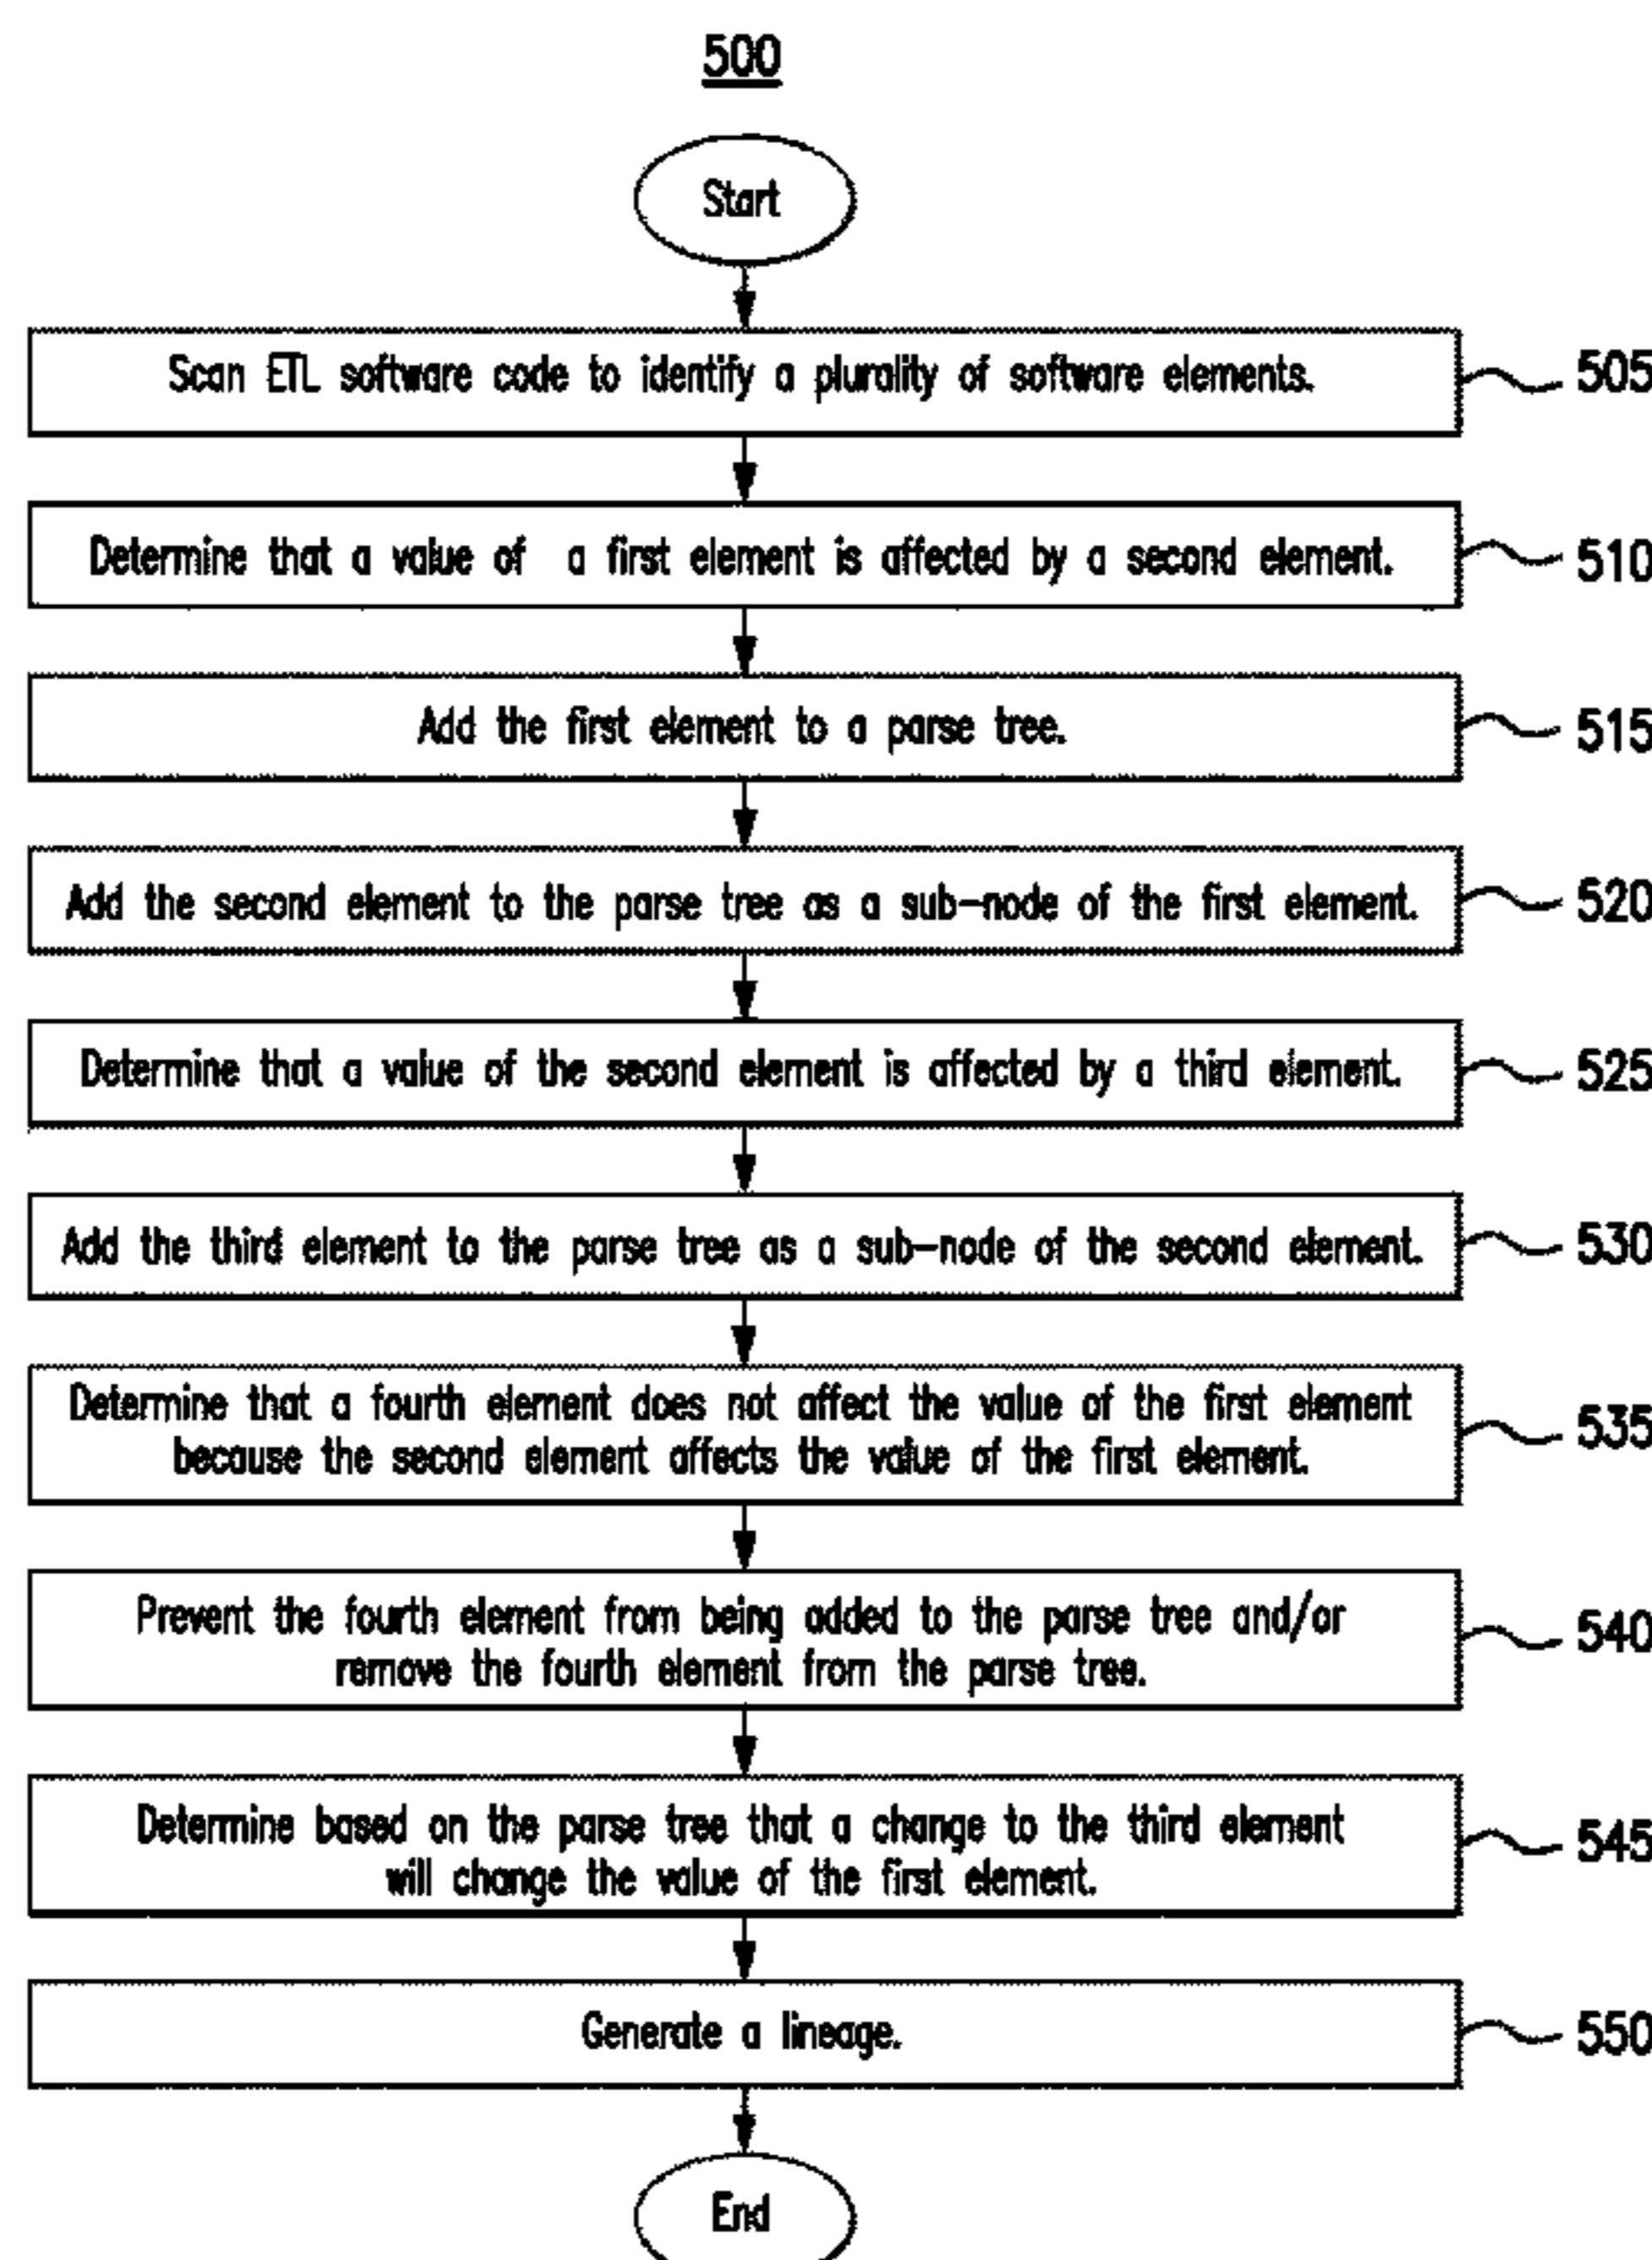 500
Start
Scan ETL software code to identify a plurality of software elements.
505
Determine that a value of a first element is affected by a second element.
510
Add the first element to a parse tree.
515
Add the second element to the parse tree as a sub-node of the first element.
520
Determine that a value of the second element is affected by a third element.
525
Add the third element to the parse tree as a sub-node of the second element.
530
Determine that a fourth element does not affect the value of the first element
because the second element affects the value of the first element.
535
Prevent the fourth element from being added to the parse tree and/or
remove the fourth element from the parse tree.
540
Determine based on the parse tree that a change to the third element
will change the value of the first element.
545
Generate a lineage.
550
End